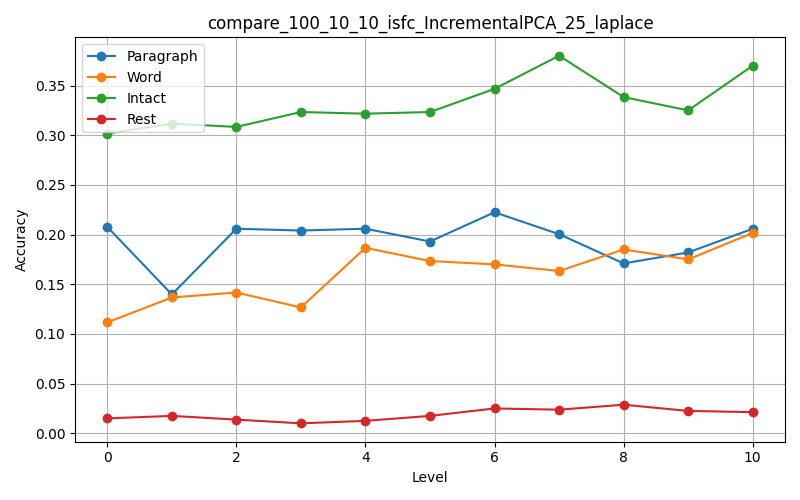 compare_100_10_10_isfc_IncrementalPCA_25_laplace
Paragraph
Word
Intact
Rest
Accuracy
0.35
0.30
0.25
0.20
0.15
0.10
0.05
0.00
0 2 4 6 8 10
Level